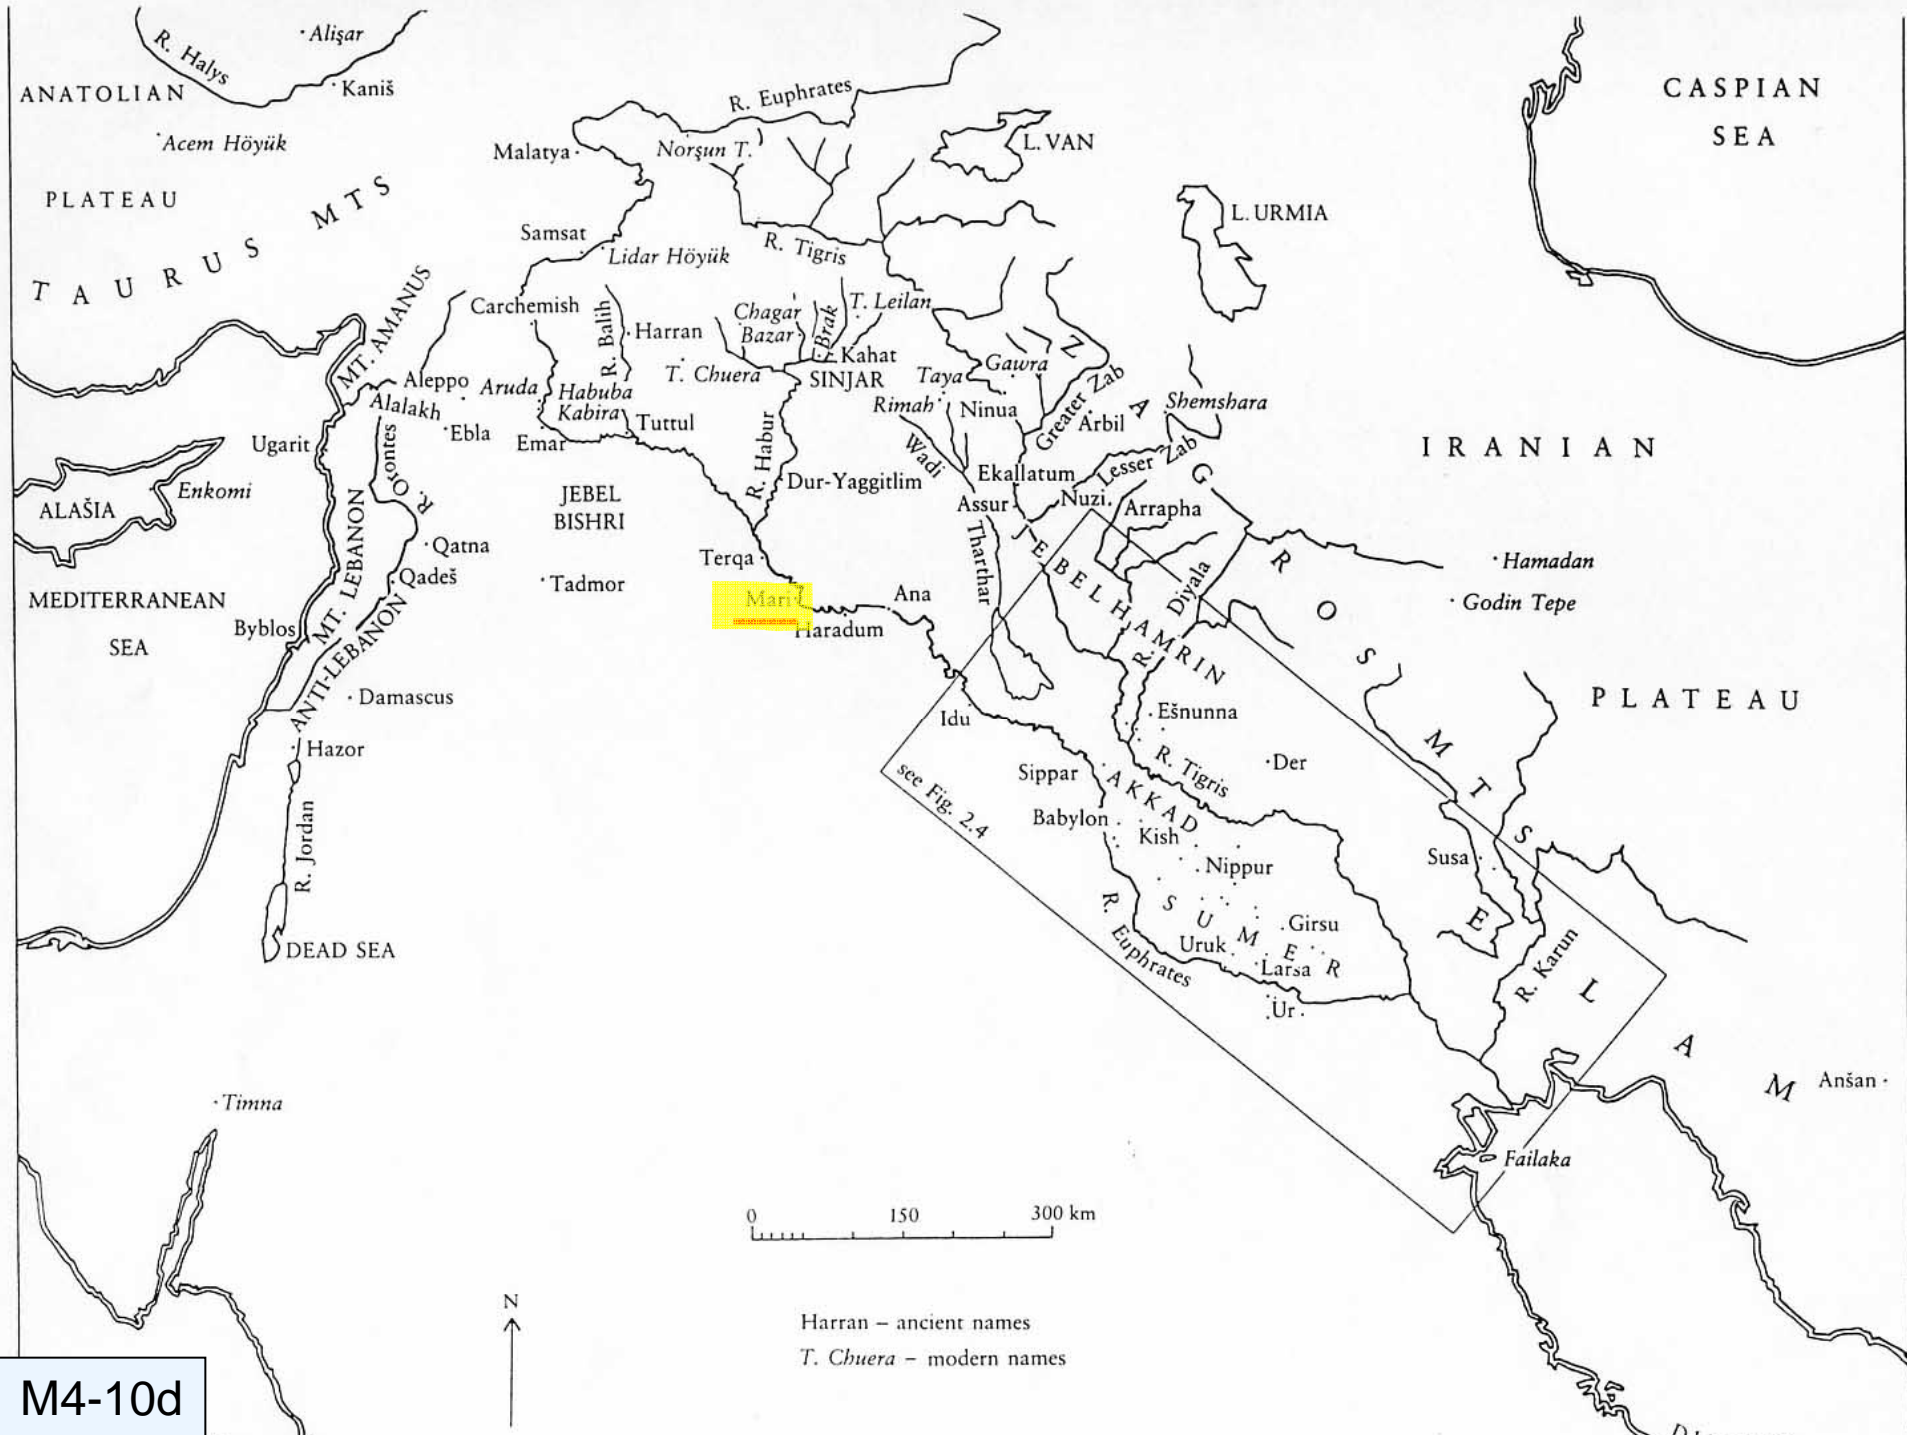 R. Halys
Alişar
Kaniš
ANATOLIAN
Acem Höyük
PLATEAU
TAURUS MTS
R. Euphrates
Malatya
Norşun T.
L. VAN
CASPIAN
SEA
L. URMIA
Samsat
Lidar Höyük
R. Tigris
MT. AMANUS
Carchemish
R. Balih
Harran
Chagar
Bazar
Brak
T. Leilan
Kahat
T. Chuera
SINJAR
Taya
Gawra
Rimah
Ninua
Greater Zab
Arbil
Shemshara
ZAGROS MTS
Aleppo
Alalakh
Aruda
Habuba
Kabira
Tuttul
Ebla
Emar
Ugarit
R. Orontes
R. Habur
Wadi
Tharthar
Ekallatum
Lesser Zab
IRANIAN
PLATEAU
Enkomi
ALAŠIA
JEBEL
BISHRI
Dur-Yaggitlim
Assur
Nuzi
Arrapha
Qatna
Qadeš
Tadmor
Terqa
Mari
Haradum
Ana
JEBEL HAMRIN
R. Diyala
Hamadan
Godin Tepe
MEDITERRANEAN
SEA
Byblos
MT. LEBANON
MT. LEBANON
ANTI-LEBANON
Damascus
Hazor
R. Jordan
DEAD SEA
Idu
see Fig. 2.4
Ešnunna
R. Tigris
Der
Sippar
AKKAD
Babylon
Kish
Nippur
Susa
SUMER
Girsu
Uruk
Larsa
Ur
R. Euphrates
ELAM
R. Karun
Anšan
Timna
Failaka
0 150 300 km
N
Harran – ancient names
T. Chuera – modern names
M4-10d